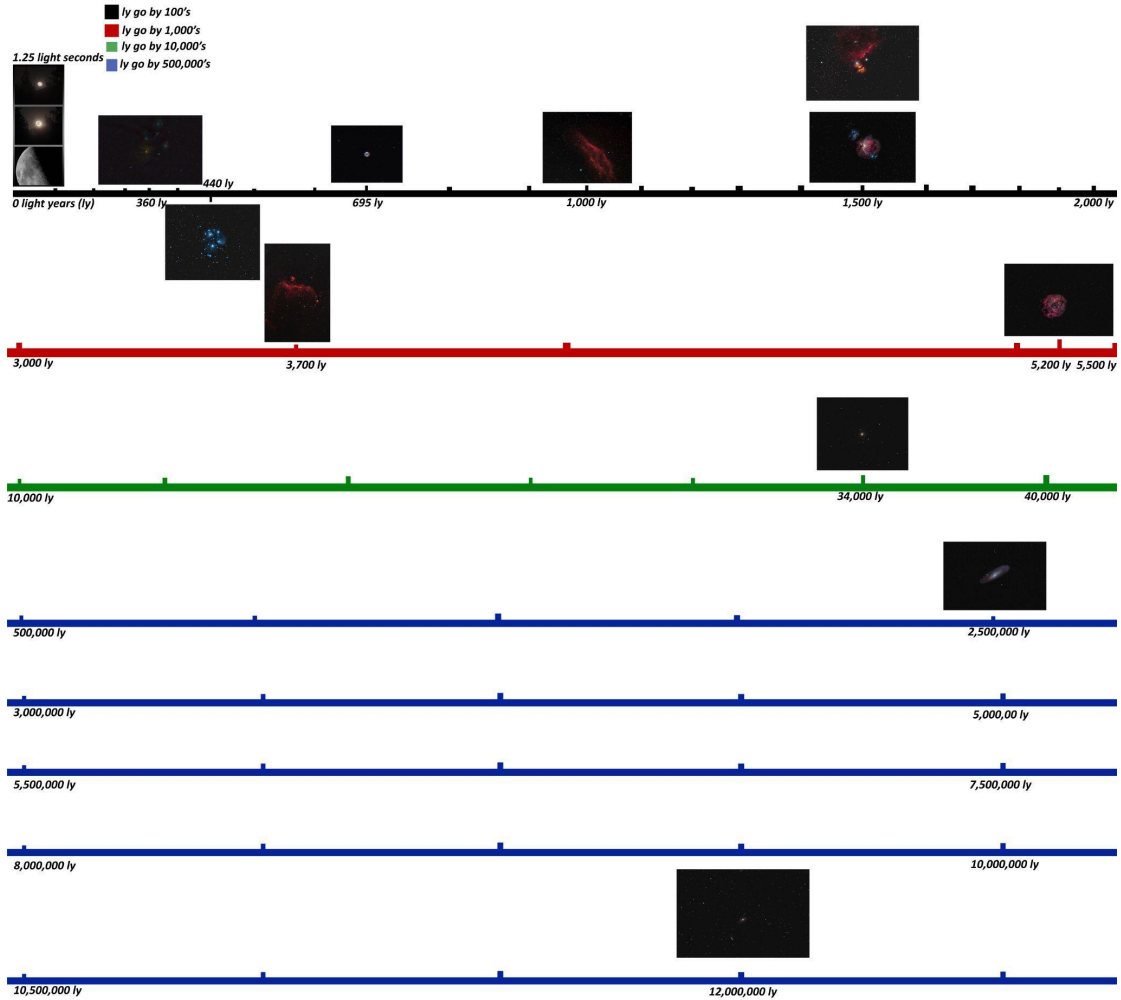 ly go by 100's
ly go by 1,000's
ly go by 10,000's
ly go by 500,000's
1.25 light seconds
440 ly
0 light years (ly)
360 ly
695 ly
1,000 ly
1,500 ly
2,000 ly
3,000 ly
3,700 ly
5,200 ly
5,500 ly
10,000 ly
34,000 ly
40,000 ly
500,000 ly
2,500,000 ly
3,000,000 ly
5,000,00 ly
5,500,000 ly
7,500,000 ly
8,000,000 ly
10,000,000 ly
10,500,000 ly
12,000,000 ly